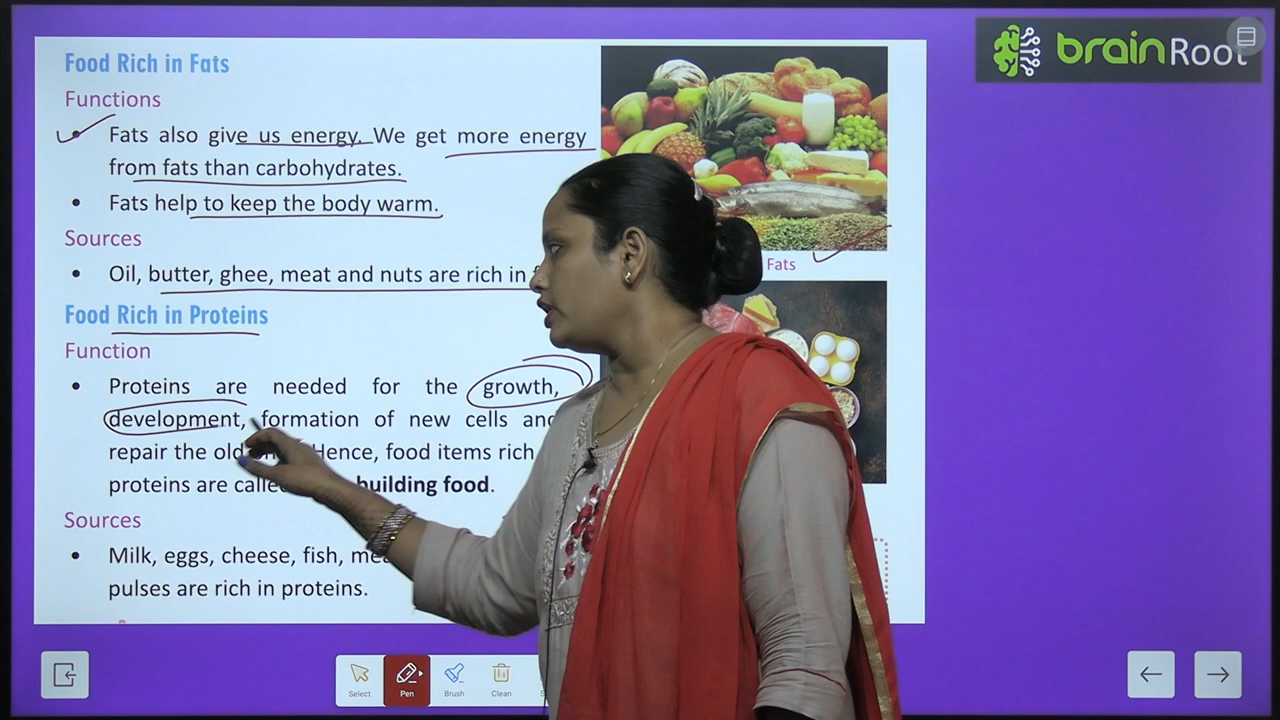 Food Rich in Fats
Functions
• Fats also give us energy. We get more energy
from fats than carbohydrates.
• Fats help to keep the body warm.
Sources
• Oil, butter, ghee, meat and nuts are rich in
Food Rich in Proteins
Function
• Proteins are needed for the growth,
development, formation of new cells and
repair the old Hence, food items rich
proteins are called building food.
Sources
• Milk, eggs, cheese, fish,
pulses are rich in proteins.
Fats
brainRoot
Select
Pen
Brush
Clean